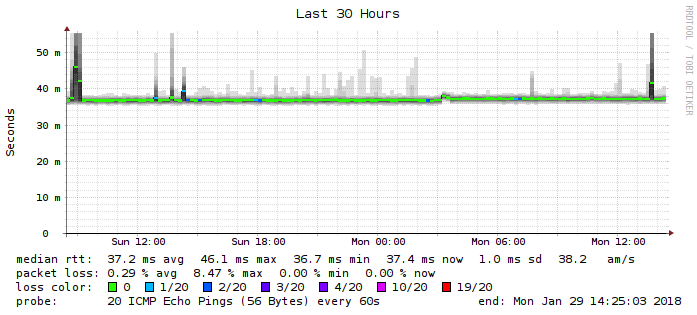 Last 30 Hours
RRDTOOL / TOBI OETIKER
Seconds
50 m
40 m
30 m
20 m
10 m
0
Sun 12:00 Sun 18:00 Mon 00:00 Mon 06:00 Mon 12:00
median rtt: 37.2 ms avg 46.1 ms max 36.7 ms min 37.4 ms now 1.0 ms sd 38.2 am/s
packet loss: 0.29 % avg 8.47 % max 0.00 % min 0.00 % now
loss color: 0 1/20 2/20 3/20 4/20 10/20 19/20
probe: 20 ICMP Echo Pings (56 Bytes) every 60s end: Mon Jan 29 14:25:03 2018